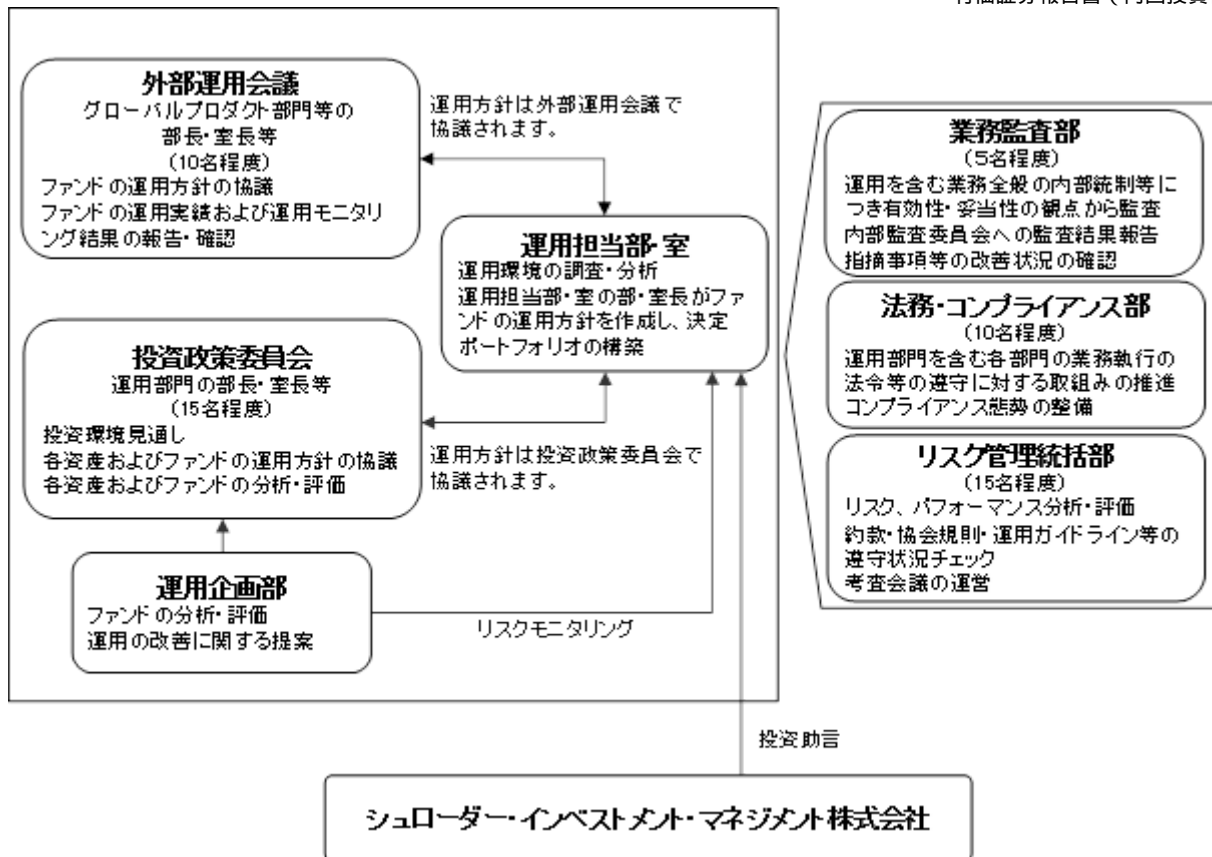 外部運用会議
グローバルプロダクト部門等の
部長・室長等
(10名程度)
ファンドの運用方針の協議
ファンドの運用実績および運用モニタリ
ング結果の報告・確認
運用方針は外部運用会議で
協議されます。
運用担当部・室
運用環境の調査・分析
運用担当部・室の部・室長がファ
ンドの運用方針を作成し、決定
ポートフォリオの構築
投資政策委員会
運用部門の部長・室長等
(15名程度)
投資環境見通し
各資産およびファンドの運用方針の協議
各資産およびファンドの分析・評価
運用方針は投資政策委員会で
協議されます。
運用企画部
ファンドの分析・評価
運用の改善に関する提案
リスクモニタリング
業務監査部
(5名程度)
運用を含む業務全般の内部統制等に
つき有効性・妥当性の観点から監査
内部監査委員会への監査結果報告
指摘事項等の改善状況の確認
法務・コンプライアンス部
(10名程度)
運用部門を含む各部門の業務執行の
法令等の遵守に対する取組みの推進
コンプライアンス態勢の整備
リスク管理統括部
(15名程度)
リスク、パフォーマンス分析・評価
約款・協会規則・運用ガイドライン等の
遵守状況チェック
考査会議の運営
投資助言
シュローダー・インベストメント・マネジメント株式会社